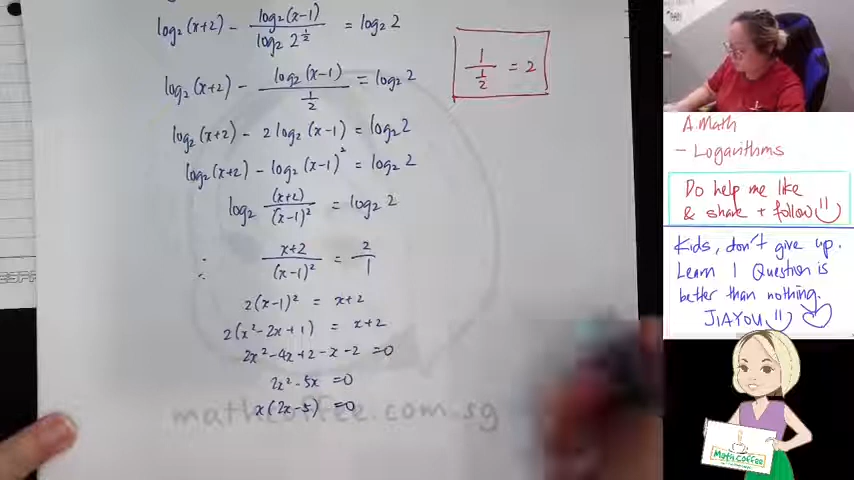 log₂(x+2) - log₂(x-1) / log₂ 2^(1/2) = log₂ 2
log₂(x+2) - log₂(x-1) / (1/2) = log₂ 2
log₂(x+2) - 2 log₂(x-1) = log₂ 2
log₂(x+2) - log₂(x-1)² = log₂ 2
log₂ (x+2)/(x-1)² = log₂ 2
∴ x+2/(x-1)² = 2/1
2(x-1)² = x+2
2(x²-2x+1) = x+2
2x²-4x+2-x-2 =0
2x²-5x =0
x(2x-5) =0
mathcoffee.com.sg
1/(1/2) = 2
A.Math
- Logarithms
Do help me like
& share + follow
Kids, don't give up.
Learn 1 Question is
better than nothing.
JIAYOU
Math Coffee